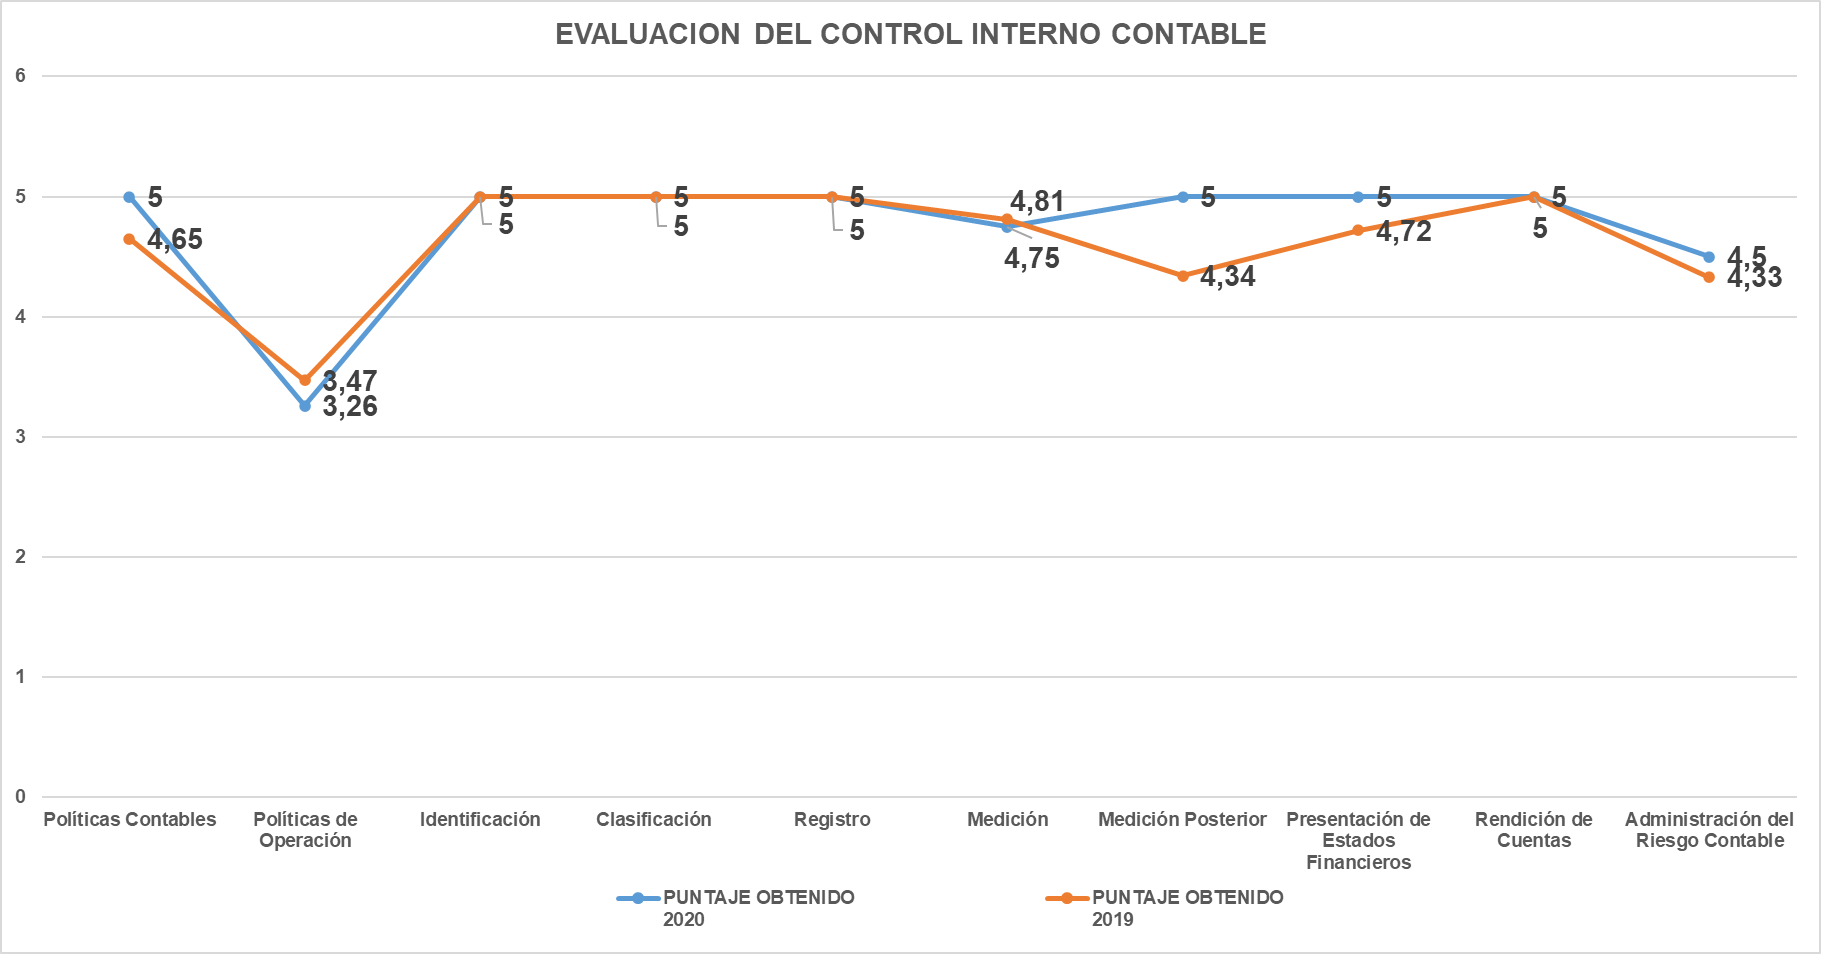 EVALUACION DEL CONTROL INTERNO CONTABLE
6
5
4
3
2
1
0
5
4,65
3,47
3,26
5
5
5
5
5
5
4,81
4,75
5
4,34
5
4,72
5
5
4,5
4,33
Políticas Contables
Políticas de
Operación
Identificación
Clasificación
Registro
Medición
Medición Posterior
Presentación de
Estados
Financieros
Rendición de
Cuentas
Administración del
Riesgo Contable
PUNTAJE OBTENIDO
2020
PUNTAJE OBTENIDO
2019